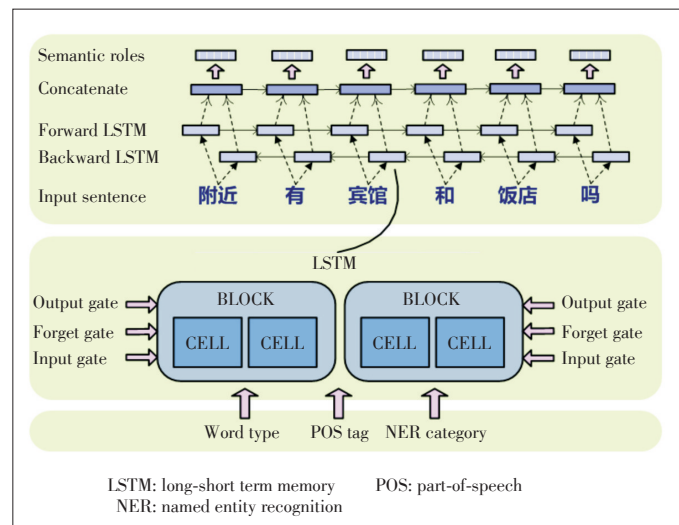 Semantic roles
Concatenate
Forward LSTM
Backward LSTM
Input sentence 附近 有 宾馆 和 饭店 吗
LSTM
BLOCK BLOCK
Output gate Output gate
Forget gate CELL CELL CELL CELL Forget gate
Input gate Input gate
Word type POS tag NER category
LSTM: long-short term memory POS: part-of-speech
NER: named entity recognition